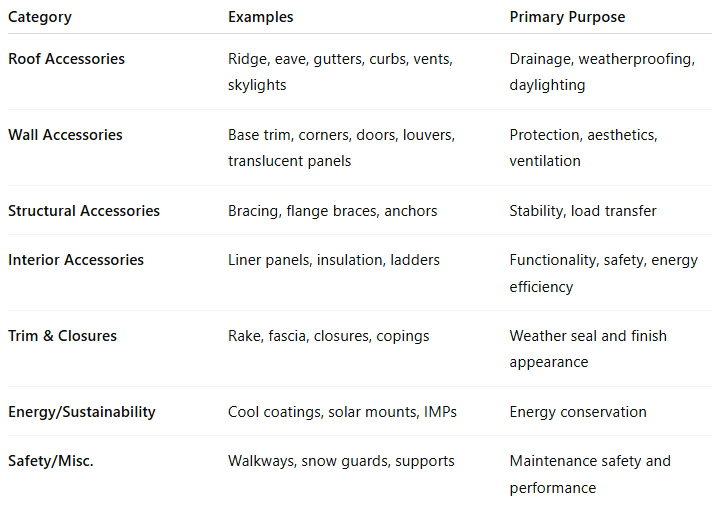 Category Examples Primary Purpose
Roof Accessories Ridge, eave, gutters, curbs, vents, Drainage, weatherproofing,
skylights daylighting
Wall Accessories Base trim, corners, doors, louvers, Protection, aesthetics,
translucent panels ventilation
Structural Accessories Bracing, flange braces, anchors Stability, load transfer
Interior Accessories Liner panels, insulation, ladders Functionality, safety, energy
efficiency
Trim & Closures Rake, fascia, closures, copings Weather seal and finish
appearance
Energy/Sustainability Cool coatings, solar mounts, IMPs Energy conservation
Safety/Misc. Walkways, snow guards, supports Maintenance safety and
performance